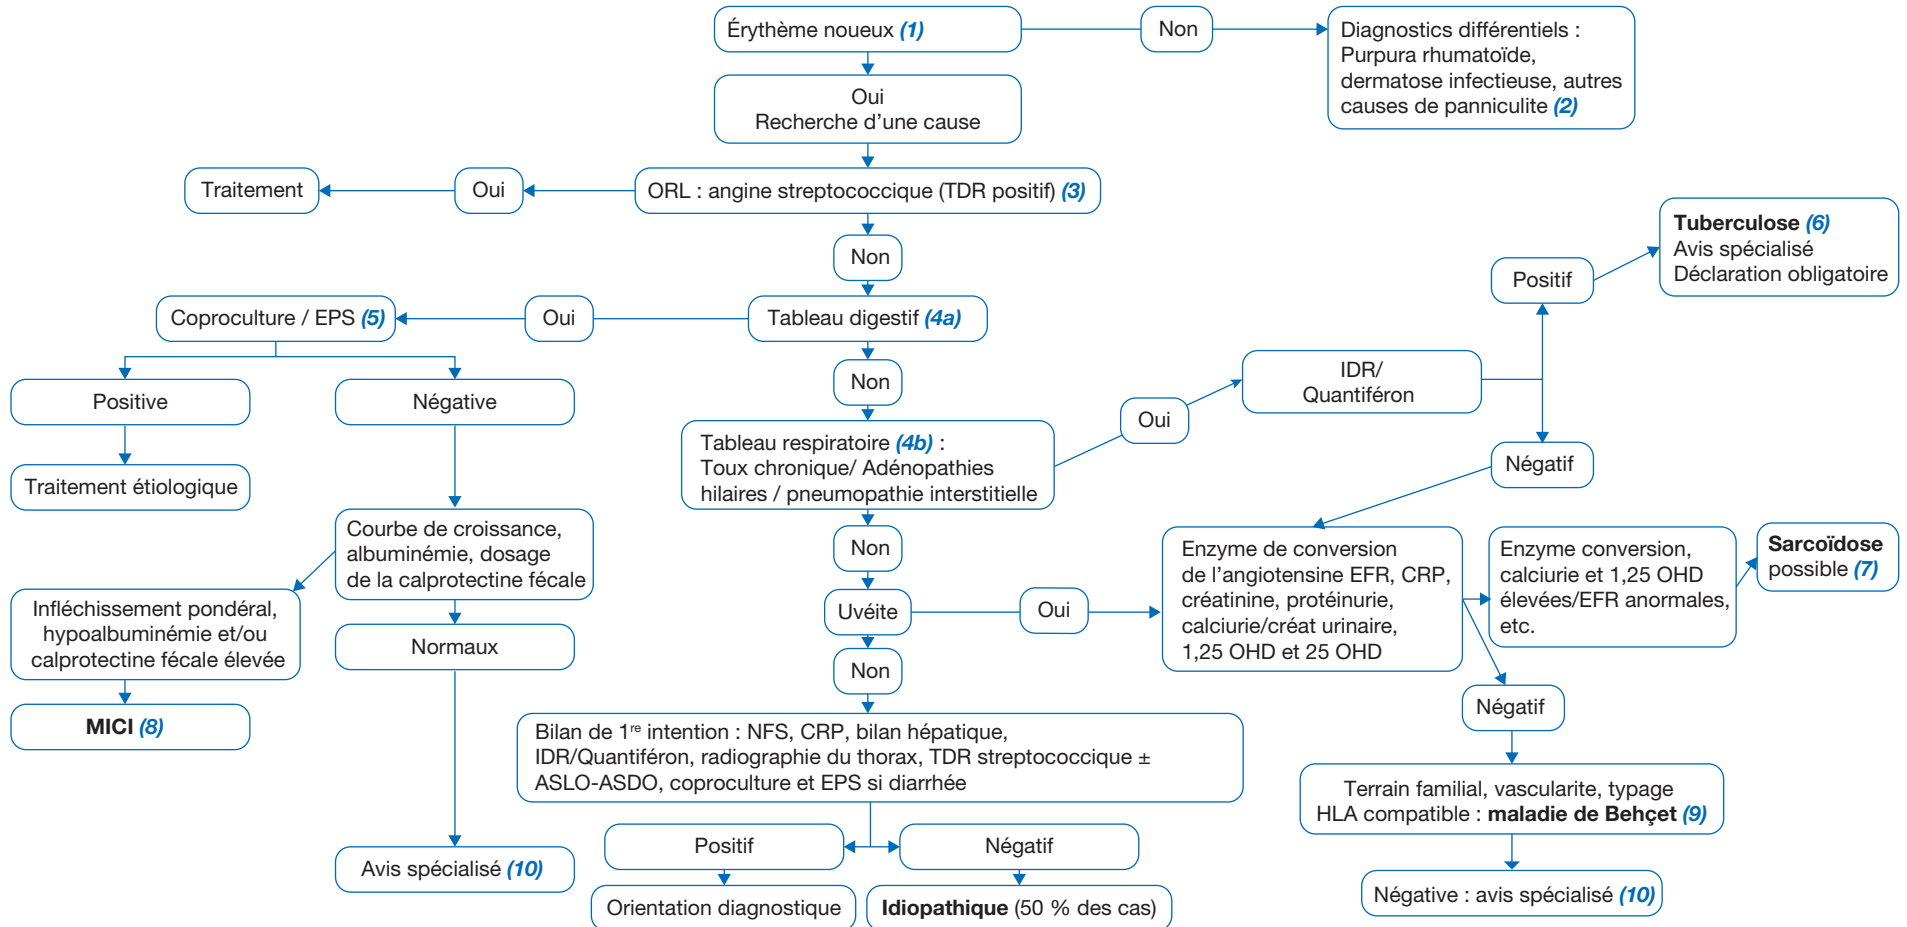 Érythème noueux (1)
Non
Diagnostics différentiels :
Purpura rhumatoïde,
dermatose infectieuse, autres
causes de panniculite (2)
Oui
Recherche d'une cause
Traitement
Oui
ORL : angine streptococcique (TDR positif) (3)
Non
Tuberculose (6)
Avis spécialisé
Déclaration obligatoire
Positif
Coproculture / EPS (5)
Oui
Tableau digestif (4a)
Non
IDR/
Quantiféron
Positive
Négative
Oui
Tableau respiratoire (4b) :
Toux chronique/ Adénopathies
hilaires / pneumopathie interstitielle
Négatif
Traitement étiologique
Courbe de croissance,
albuminémie, dosage
de la calprotectine fécale
Non
Enzyme de conversion
de l'angiotensine EFR, CRP,
créatinine, protéinurie,
calciurie/créat urinaire,
1,25 OHD et 25 OHD
Enzyme conversion,
calciurie et 1,25 OHD
élevées/EFR anormales,
etc.
Sarcoïdose
possible (7)
Infléchissement pondéral,
hypoalbuminémie et/ou
calprotectine fécale élevée
Uvéite
Oui
Normaux
Non
Négatif
MICI (8)
Bilan de 1re intention : NFS, CRP, bilan hépatique,
IDR/Quantiféron, radiographie du thorax, TDR streptococcique ±
ASLO-ASDO, coproculture et EPS si diarrhée
Terrain familial, vascularite, typage
HLA compatible : maladie de Behçet (9)
Positif
Négatif
Avis spécialisé (10)
Orientation diagnostique
Idiopathique (50 % des cas)
Négative : avis spécialisé (10)